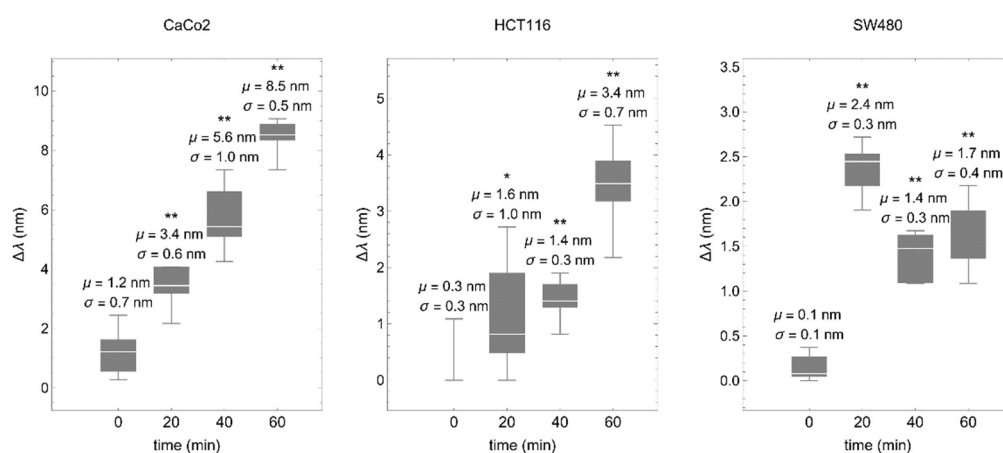 CaCo2
Δλ (nm)
10
8
6
4
2
0
μ = 1.2 nm
σ = 0.7 nm
**
μ = 3.4 nm
σ = 0.6 nm
**
μ = 5.6 nm
σ = 1.0 nm
**
μ = 8.5 nm
σ = 0.5 nm
0 20 40 60
time (min)
HCT116
Δλ (nm)
5
4
3
2
1
0
μ = 0.3 nm
σ = 0.3 nm
*
μ = 1.6 nm
σ = 1.0 nm
**
μ = 1.4 nm
σ = 0.3 nm
**
μ = 3.4 nm
σ = 0.7 nm
0 20 40 60
time (min)
SW480
Δλ (nm)
3.5
3.0
2.5
2.0
1.5
1.0
0.5
0.0
μ = 0.1 nm
σ = 0.1 nm
**
μ = 2.4 nm
σ = 0.3 nm
**
μ = 1.4 nm
σ = 0.3 nm
**
μ = 1.7 nm
σ = 0.4 nm
0 20 40 60
time (min)